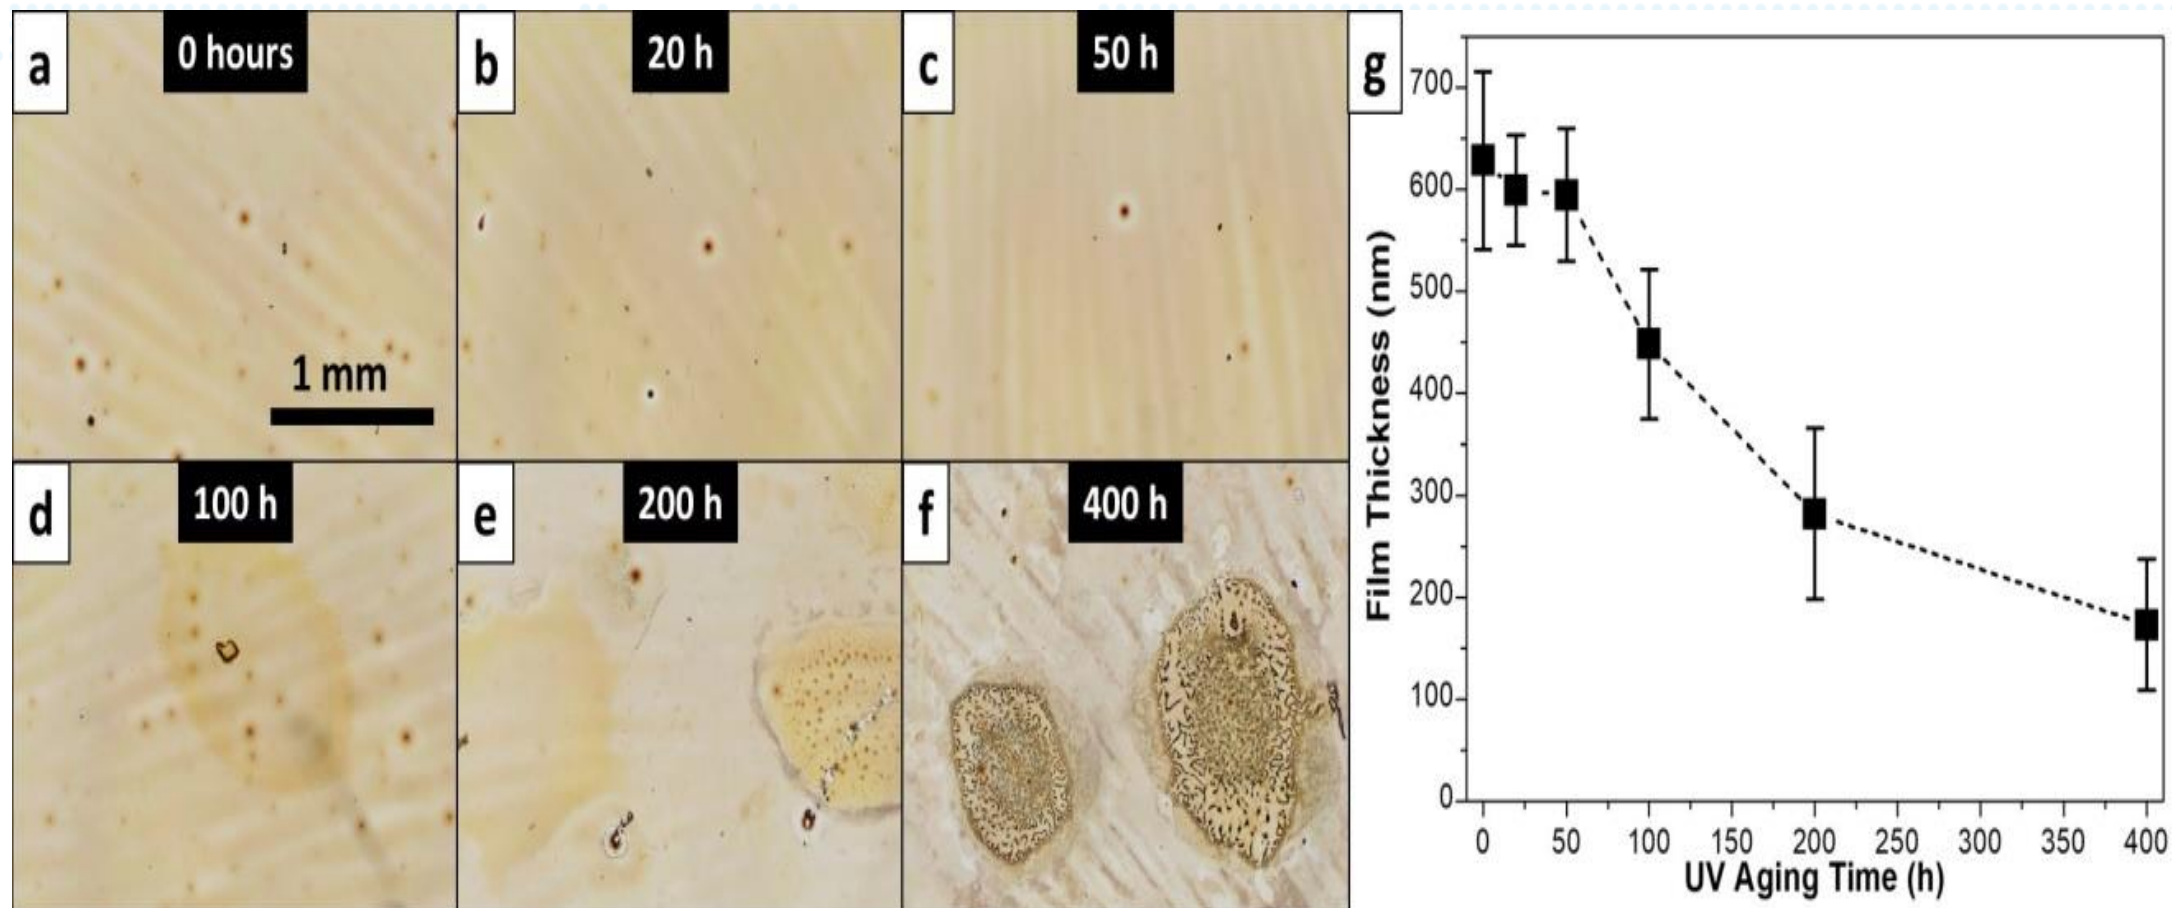 a
0 hours
b
20 h
c
50 h
1 mm
d
100 h
e
200 h
f
400 h
g
Film Thickness (nm)
700
600
500
400
300
200
100
0
0 50 100 150 200 250 300 350 400
UV Aging Time (h)